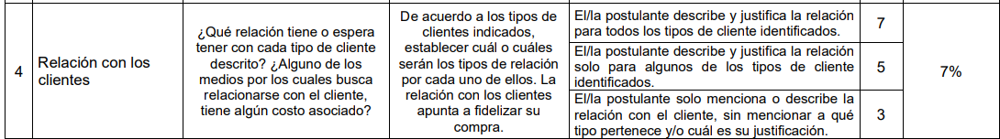 4
Relación con los
clientes
¿Qué relación tiene o espera
tener con cada tipo de cliente
descrito? ¿Alguno de los
medios por los cuales busca
relacionarse con el cliente,
tiene algún costo asociado?
De acuerdo a los tipos de
clientes indicados,
establecer cuál o cuáles
serán los tipos de relación
por cada uno de ellos. La
relación con los clientes
apunta a fidelizar su
compra.
El/la postulante describe y justifica la relación
para todos los tipos de cliente identificados.
7
El/la postulante describe y justifica la relación
solo para algunos de los tipos de cliente
identificados.
5
El/la postulante solo menciona o describe la
relación con el cliente, sin mencionar a qué
tipo pertenece y/o cuál es su justificación.
3
7%